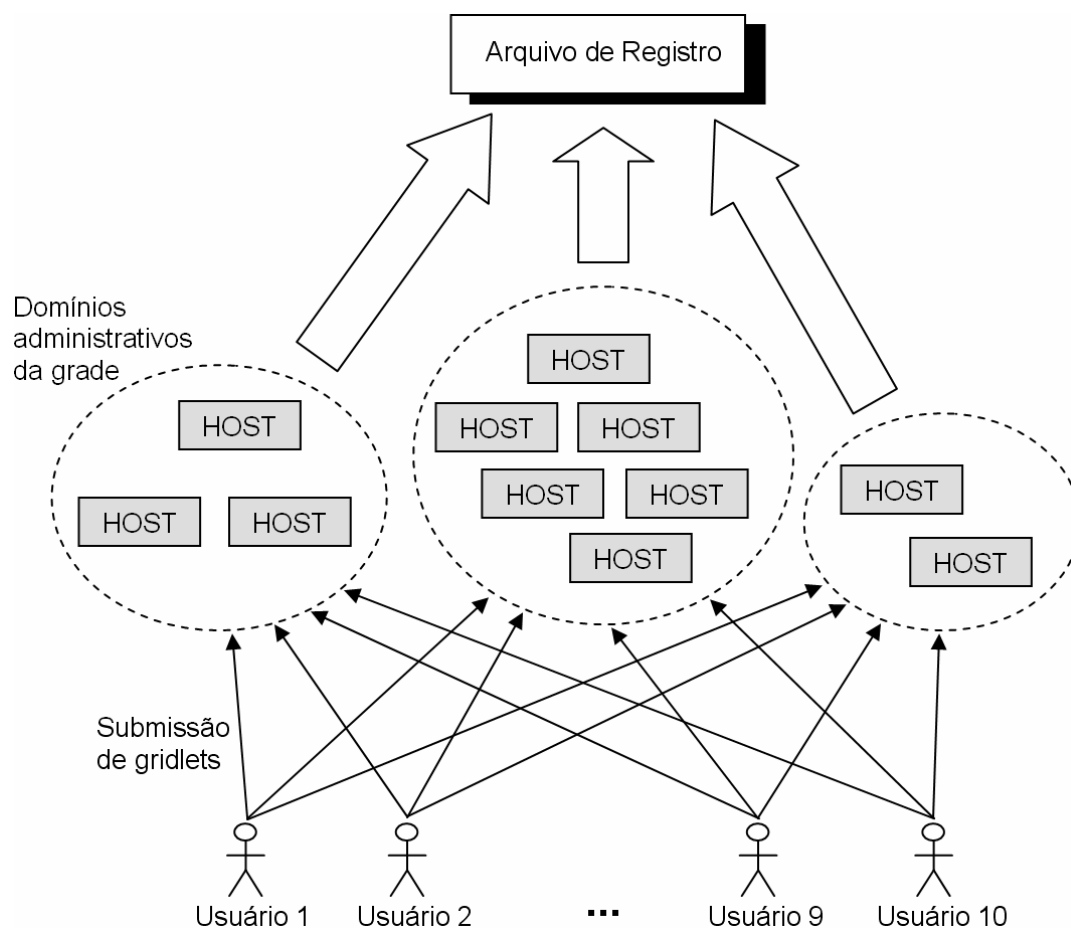 Arquivo de Registro
Domínios
administrativos
da grade
HOST
HOST
HOST
HOST
HOST
HOST
HOST
HOST
HOST
HOST
HOST
Submissão
de gridlets
Usuário 1
Usuário 2
...
Usuário 9
Usuário 10